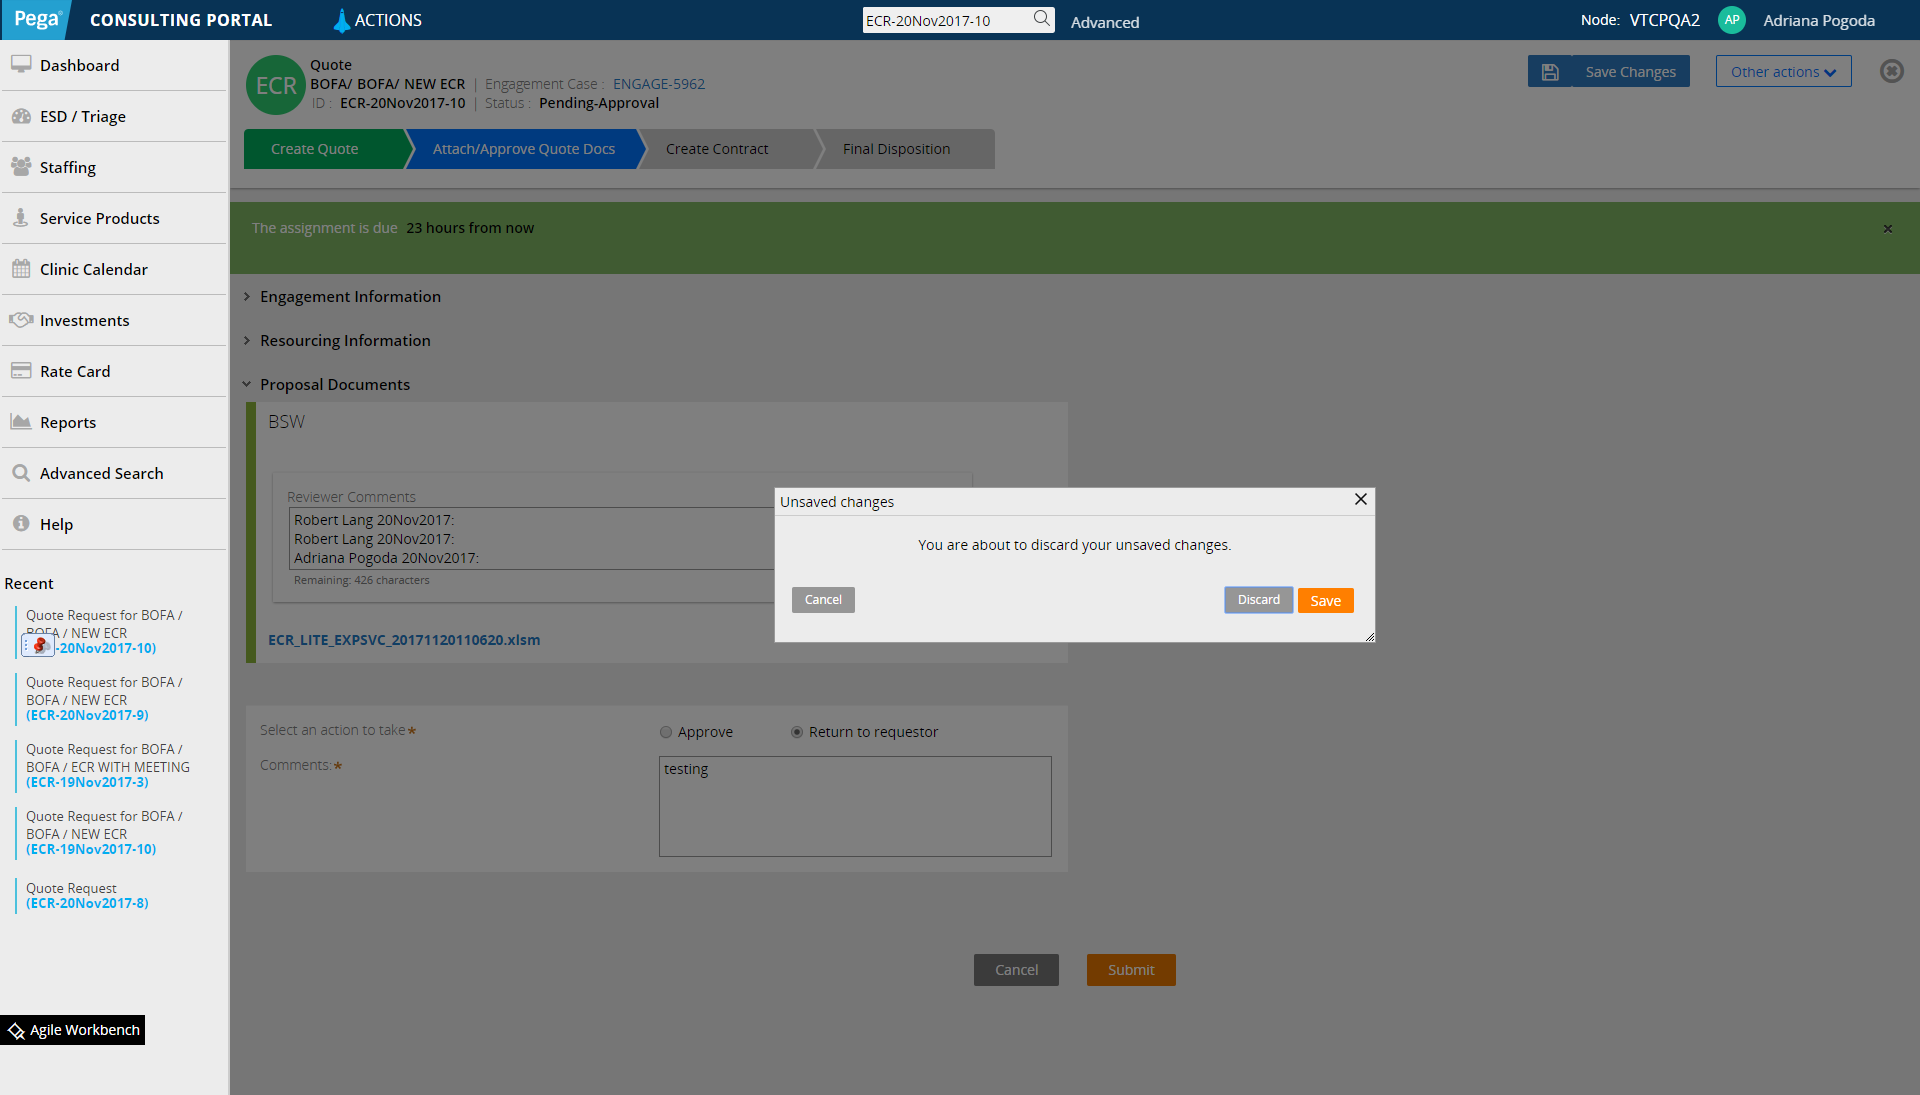 Pega
CONSULTING PORTAL
ACTIONS
ECR-20Nov2017-10
Advanced
Node: VTCPQA2
AP
Adriana Pogoda
Dashboard
ESD / Triage
Staffing
Service Products
Clinic Calendar
Investments
Rate Card
Reports
Advanced Search
Help
Recent
Quote Request for BOFA /
BOFA / NEW ECR
-20Nov2017-10)
Quote Request for BOFA /
BOFA / NEW ECR
(ECR-20Nov2017-9)
Quote Request for BOFA /
BOFA / ECR WITH MEETING
(ECR-19Nov2017-3)
Quote Request for BOFA /
BOFA / NEW ECR
(ECR-19Nov2017-10)
Quote Request
(ECR-20Nov2017-8)
Agile Workbench
ECR
Quote
BOFA/ BOFA/ NEW ECR | Engagement Case : ENGAGE-5962
ID : ECR-20Nov2017-10 | Status : Pending-Approval
Save Changes
Other actions
Create Quote
Attach/Approve Quote Docs
Create Contract
Final Disposition
The assignment is due 23 hours from now
Engagement Information
Resourcing Information
Proposal Documents
BSW
Reviewer Comments
Robert Lang 20Nov2017:
Robert Lang 20Nov2017:
Adriana Pogoda 20Nov2017:
Remaining: 426 characters
ECR_LITE_EXPSVC_20171120110620.xlsm
Unsaved changes
You are about to discard your unsaved changes.
Cancel
Discard
Save
Select an action to take*
Approve
Return to requestor
Comments:*
testing
Cancel
Submit